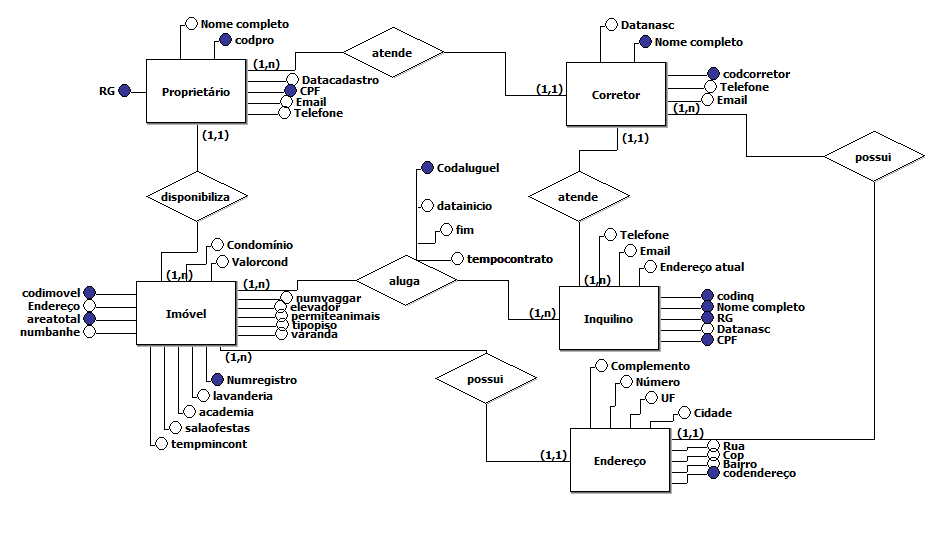 Nome completo
codpro
RG
Proprietário
(1,n)
Datacadastro
CPF
Email
Telefone
(1,1)
atende
(1,1)
Datanasc
Nome completo
Corretor
codcorretor
Telefone
Email
(1,n)
(1,1)
possui
disponibiliza
Codaluguel
datainicio
fim
tempocontrato
atende
Condomínio
Valorcond
(1,n)
(1,n)
aluga
Telefone
Email
Endereço atual
(1,n)
codimovel
Endereço
areatotal
numbanhe
Imóvel
numvaggar
elevador
permiteanimais
tipopiso
varanda
(1,n)
Inquilino
codinq
Nome completo
RG
Datanasc
CPF
(1,n)
Numregistro
lavanderia
academia
salaofestas
tempmincont
possui
Complemento
Número
UF
Cidade
(1,1)
(1,1)
Endereço
Rua
Cop
Bairro
codendereço